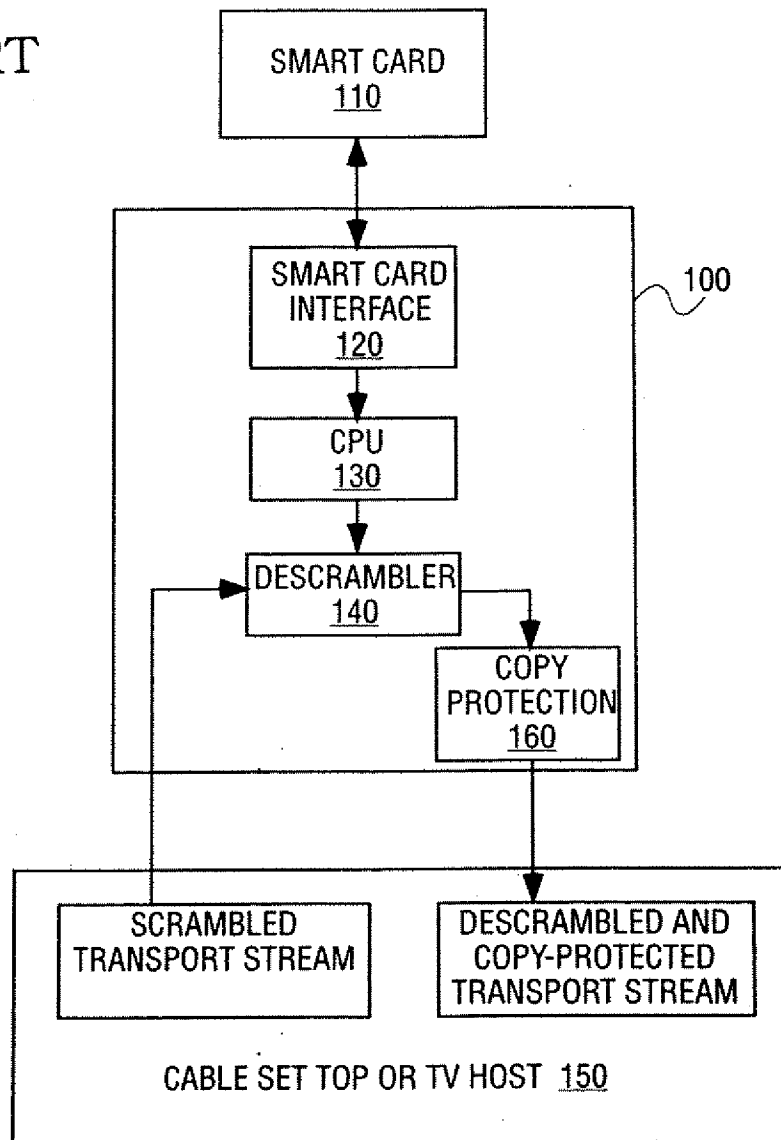 SMART CARD
110
SMART CARD
INTERFACE
120
100
CPU
130
DESCRAMBLER
140
COPY
PROTECTION
160
SCRAMBLED
TRANSPORT STREAM
DESCRAMBLED AND
COPY-PROTECTED
TRANSPORT STREAM
CABLE SET TOP OR TV HOST 150